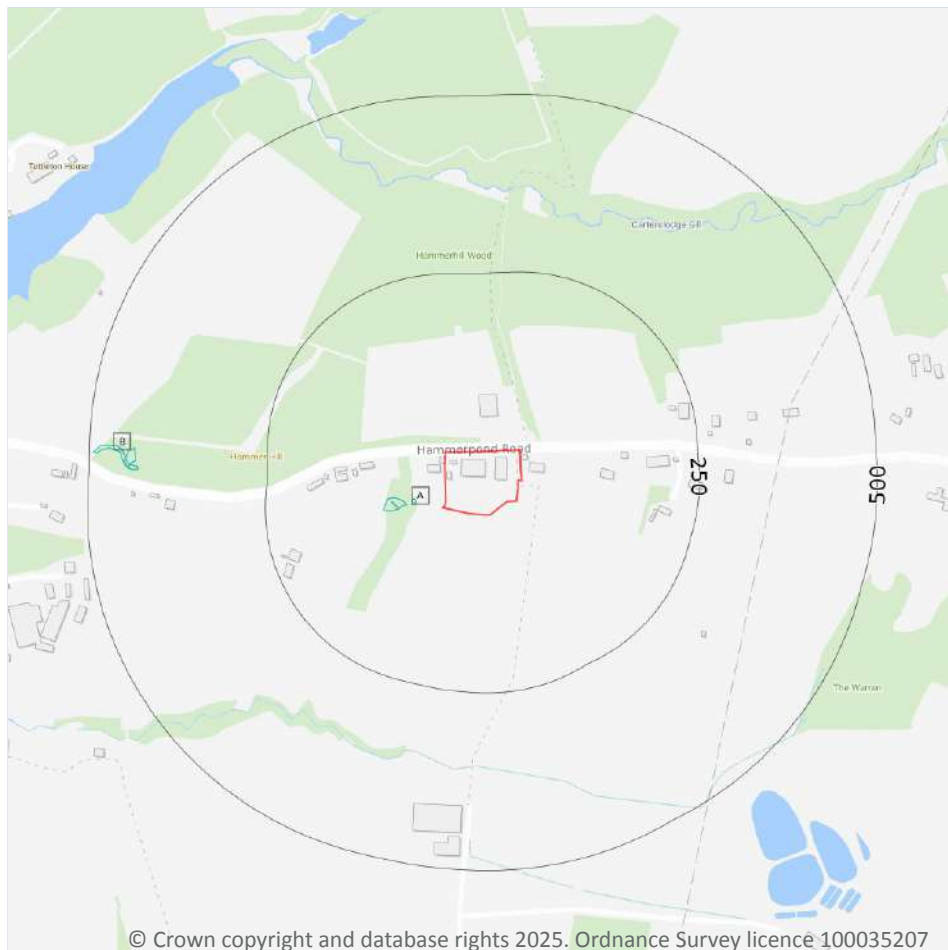 Tattleton House
Carterslodge Gill
Hammerhill Wood
B
Hammerpond Road
Hammer Hill
250
500
A
The Warren
© Crown copyright and database rights 2025. Ordnance Survey licence 100035207